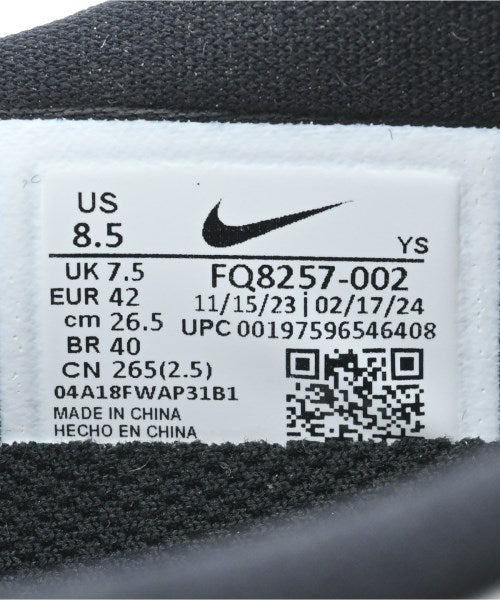 US
8.5
YS
UK 7.5
FQ8257-002
EUR 42
11/15/23 | 02/17/24
cm 26.5
UPC 00197596546408
BR 40
CN 265(2.5)
04A18FWAP31B1
MADE IN CHINA
HECHO EN CHINA